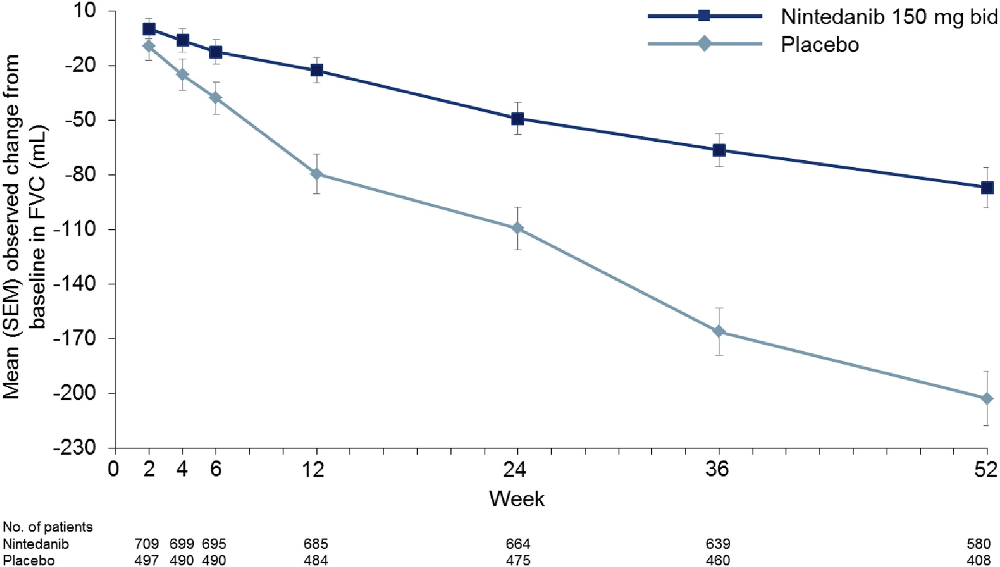 Nintedanib 150 mg bid
Placebo
Mean (SEM) observed change from
baseline in FVC (mL)
10
-20
-50
-80
-110
-140
-170
-200
-230
0 2 4 6 12 24 36 52
Week
No. of patients
Nintedanib 709 699 695 685 664 639 580
Placebo 497 490 490 484 475 460 408